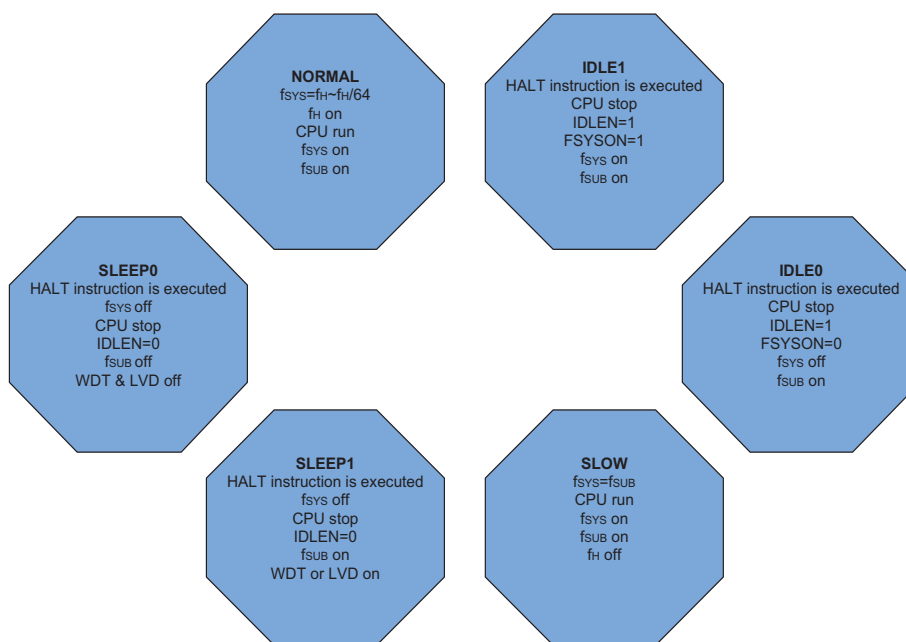 NORMAL
fSYS=fH~fH/64
fH on
CPU run
fSYS on
fSUB on
IDLE1
HALT instruction is executed
CPU stop
IDLEN=1
FSYSON=1
fSYS on
fSUB on
SLEEP0
HALT instruction is executed
fSYS off
CPU stop
IDLEN=0
fSUB off
WDT & LVD off
IDLE0
HALT instruction is executed
CPU stop
IDLEN=1
FSYSON=0
fSYS off
fSUB on
SLEEP1
HALT instruction is executed
fSYS off
CPU stop
IDLEN=0
fSUB on
WDT or LVD on
SLOW
fSYS=fSUB
CPU run
fSYS on
fSUB on
fH off